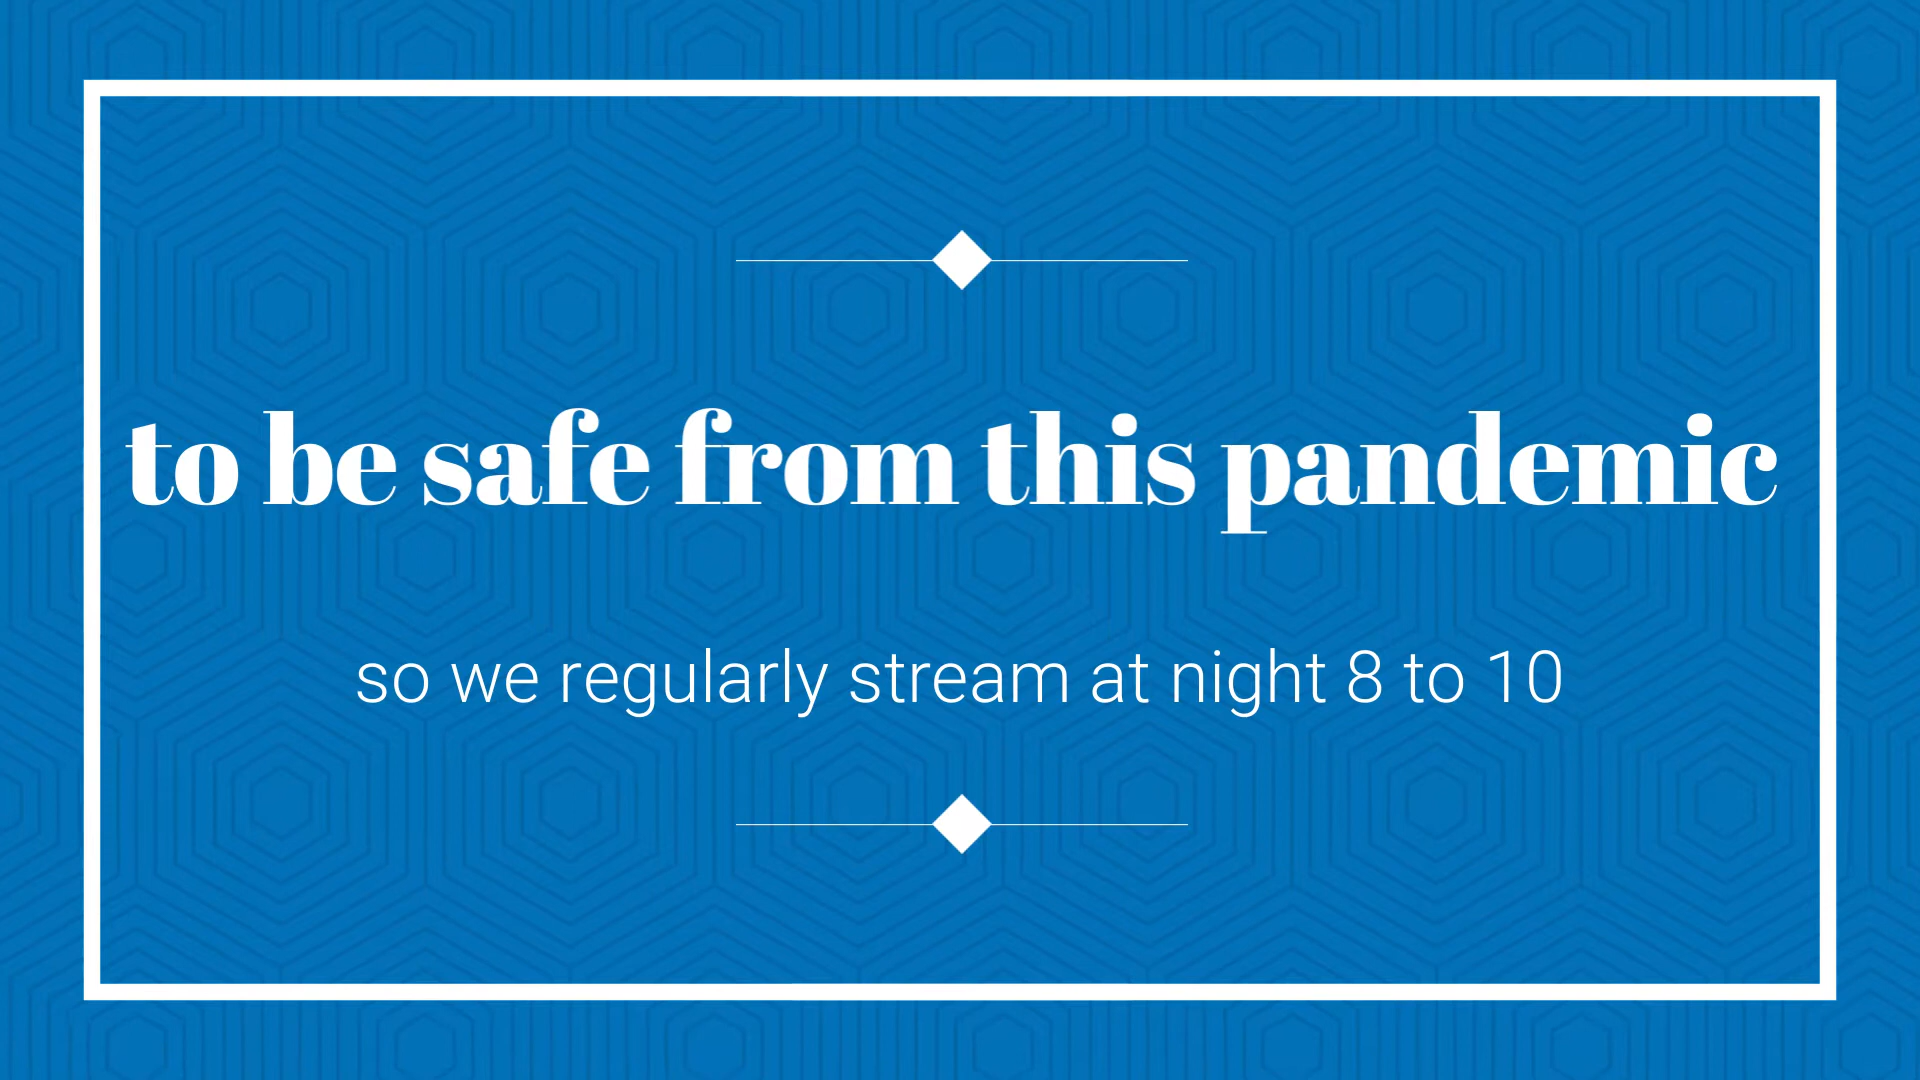 to be safe from this pandemic
so we regularly stream at night 8 to 10